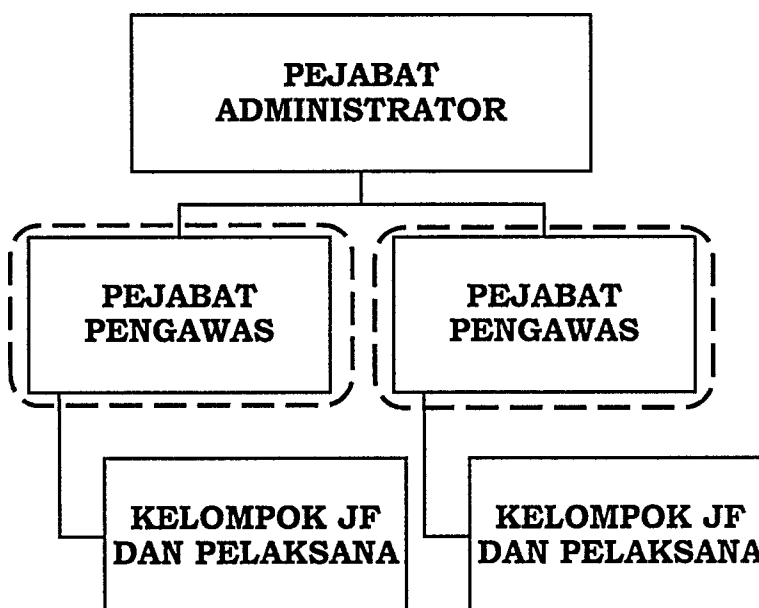 PEJABAT
ADMINISTRATOR
PEJABAT
PENGAWAS
PEJABAT
PENGAWAS
KELOMPOK JF
DAN PELAKSANA
KELOMPOK JF
DAN PELAKSANA